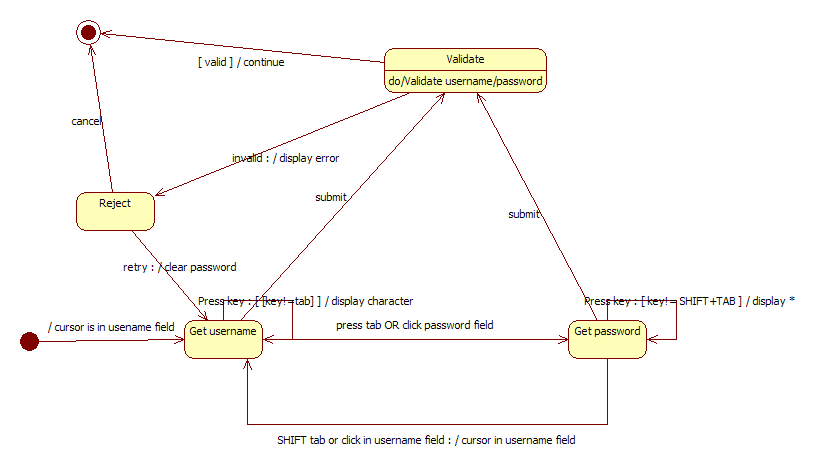 Validate
[ valid ] / continue
do/Validate username/password
cancel
invalid : / display error
Reject
submit
submit
retry : / clear password
Press key : [ [key!=tab] ] / display character
Press key : [ key!= SHIFT+TAB ] / display *
/ cursor is in usename field
Get username
press tab OR click password field
Get password
SHIFT tab or click in username field : / cursor in username field